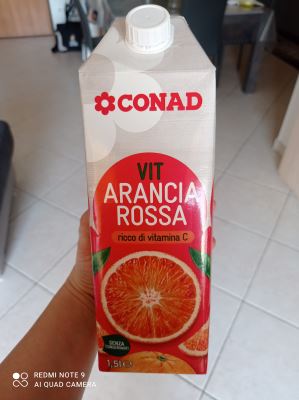 CONAD
VIT
ARANCIA
ROSSA
ricco di vitamina C
SENZA
1,5l e
REDMI NOTE 9
AI QUAD CAMERA